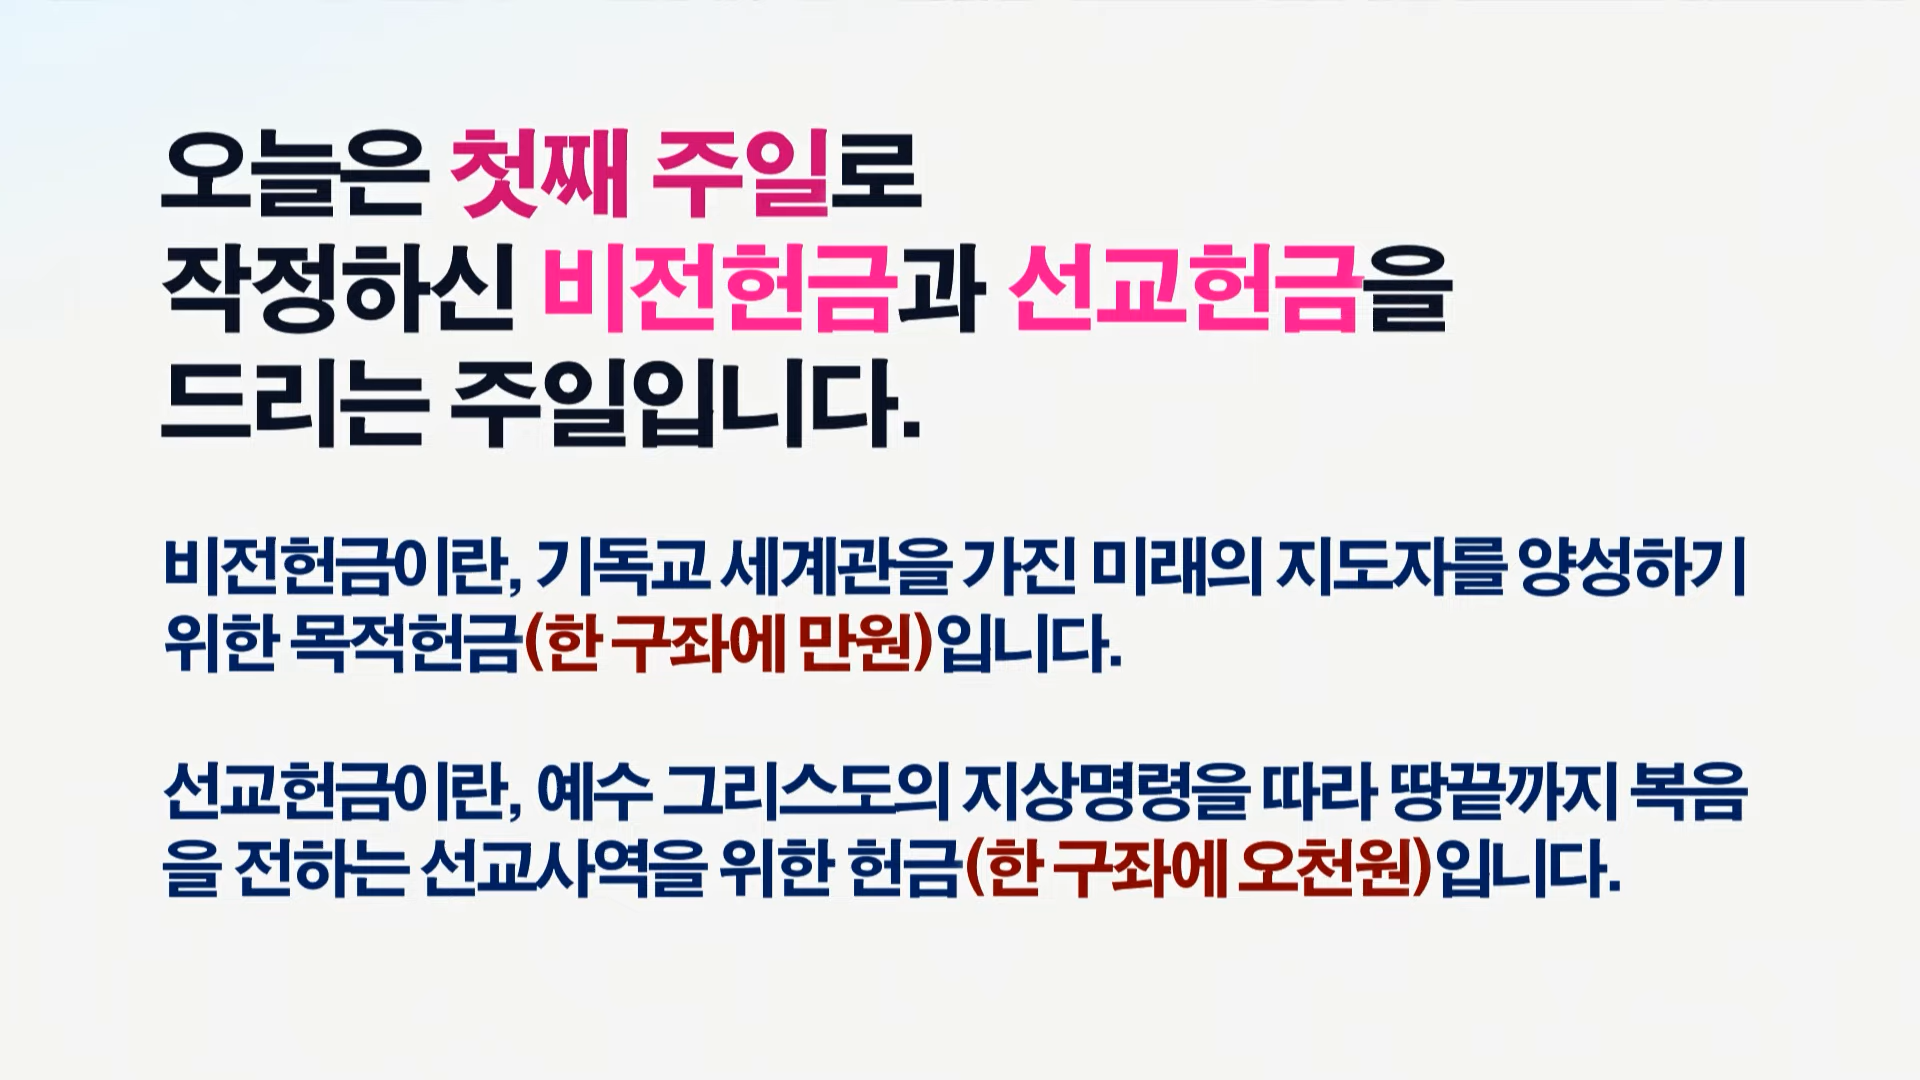 오늘은 첫째 주일로
작정하신 비전헌금과 선교헌금을
드리는 주일입니다.
비전헌금이란, 기독교 세계관을 가진 미래의 지도자를 양성하기
위한 목적헌금(한 구좌에 만원)입니다.
선교헌금이란, 예수 그리스도의 지상명령을 따라 땅끝까지 복음
을 전하는 선교사역을 위한 헌금(한 구좌에 오천원)입니다.